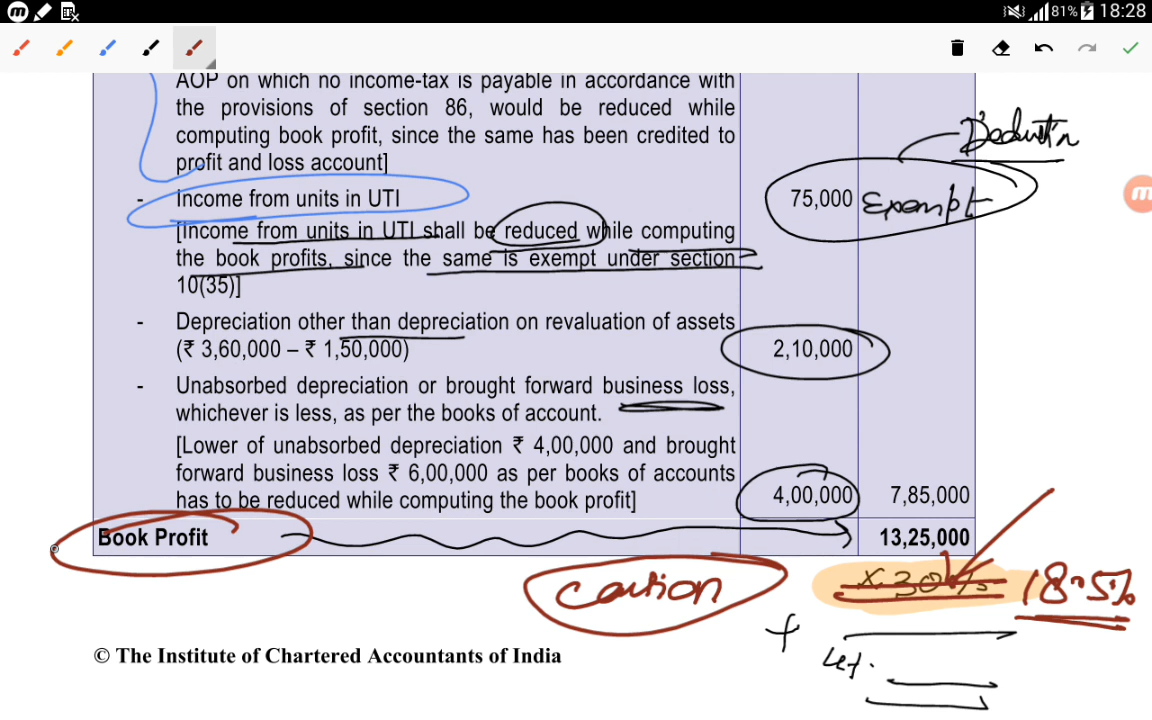 81% 18:28
AOP on which no income-tax is payable in accordance with
the provisions of section 86, would be reduced while
computing book profit, since the same has been credited to
profit and loss account]
Deduct'n
- Income from units in UTI 75,000 Exempt
[Income from units in UTI shall be reduced while computing
the book profits, since the same is exempt under section
10(35)]
- Depreciation other than depreciation on revaluation of assets
(₹ 3,60,000 – ₹ 1,50,000) 2,10,000
- Unabsorbed depreciation or brought forward business loss,
whichever is less, as per the books of account.
[Lower of unabsorbed depreciation ₹ 4,00,000 and brought
forward business loss ₹ 6,00,000 as per books of accounts
has to be reduced while computing the book profit] 4,00,000 7,85,000
Book Profit 13,25,000
Caution x 30% 18.5%
+
© The Institute of Chartered Accountants of India